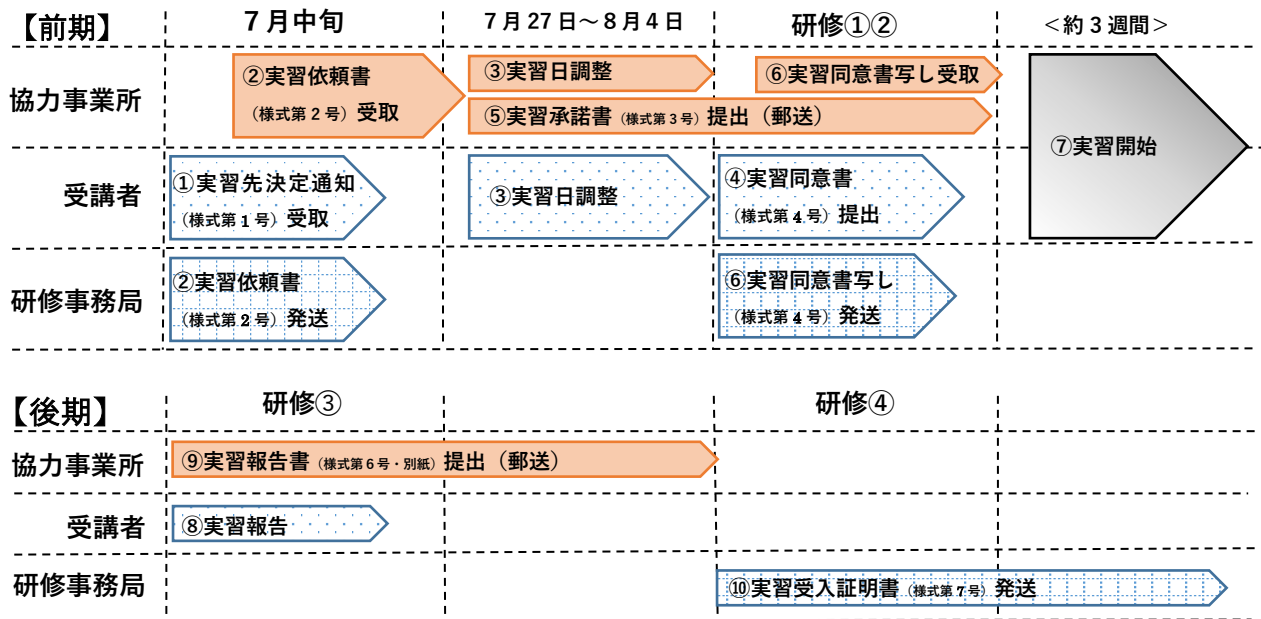 【前期】 7月中旬 7月27日～8月4日 研修①② ＜約3週間＞
協力事業所
②実習依頼書
（様式第2号）受取
③実習日調整
⑤実習承諾書（様式第3号）提出（郵送）
⑥実習同意書写し受取
⑦実習開始
受講者
①実習先決定通知
（様式第1号）受取
③実習日調整
④実習同意書
（様式第4号）提出
研修事務局
②実習依頼書
（様式第2号）発送
⑥実習同意書写し
（様式第4号）発送
【後期】 研修③ 研修④
協力事業所
⑨実習報告書（様式第6号・別紙）提出（郵送）
受講者
⑧実習報告
研修事務局
⑩実習受入証明書（様式第7号）発送